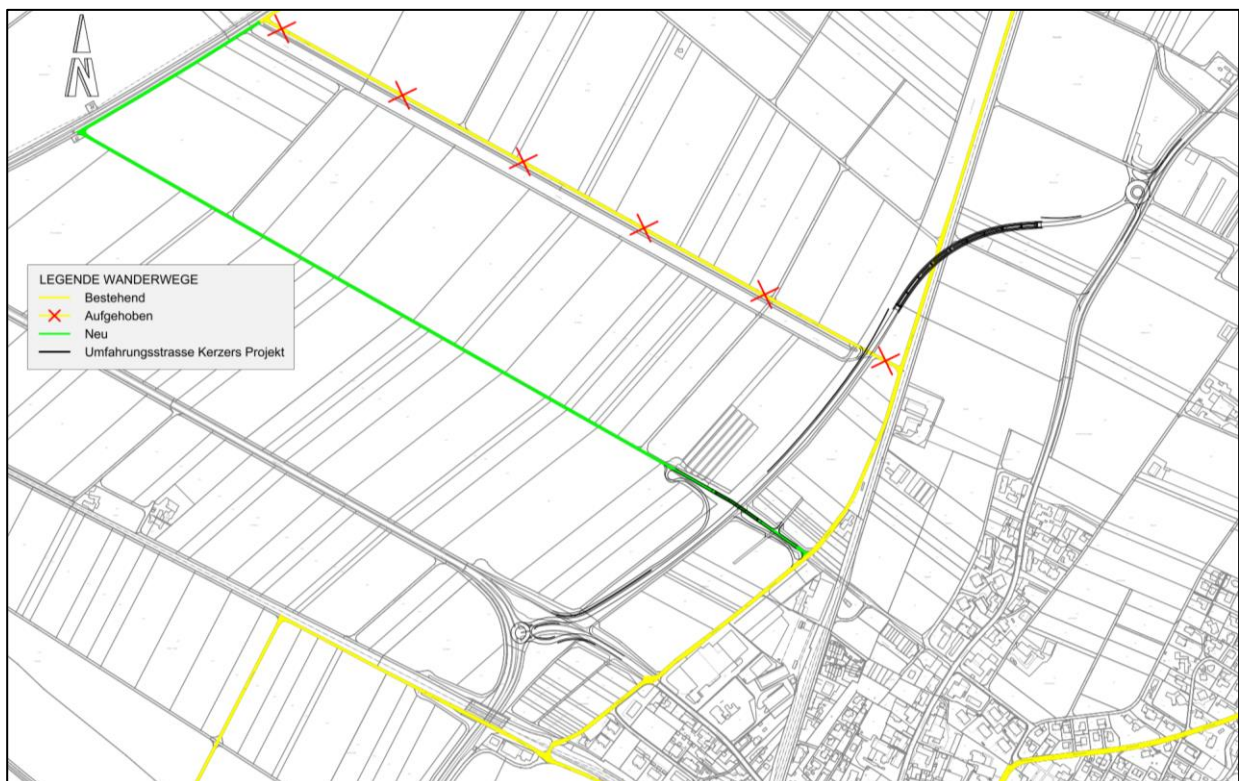 N
LEGENDE WANDERWEGE
Bestehend
Aufgehoben
Neu
Umfahrungsstrasse Kerzers Projekt